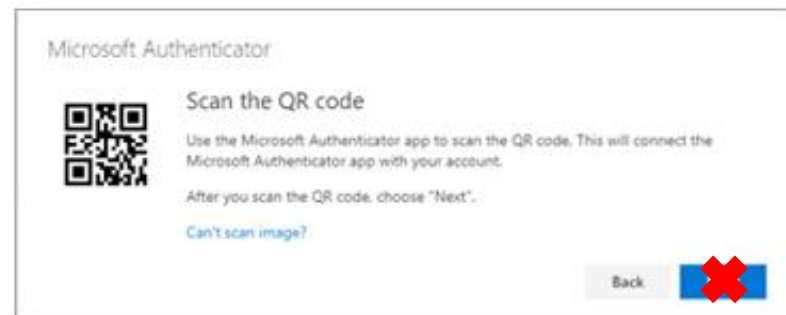 Microsoft Authenticator
Scan the QR code
Use the Microsoft Authenticator app to scan the QR code. This will connect the
Microsoft Authenticator app with your account.
After you scan the QR code, choose "Next".
Can't scan image?
Back